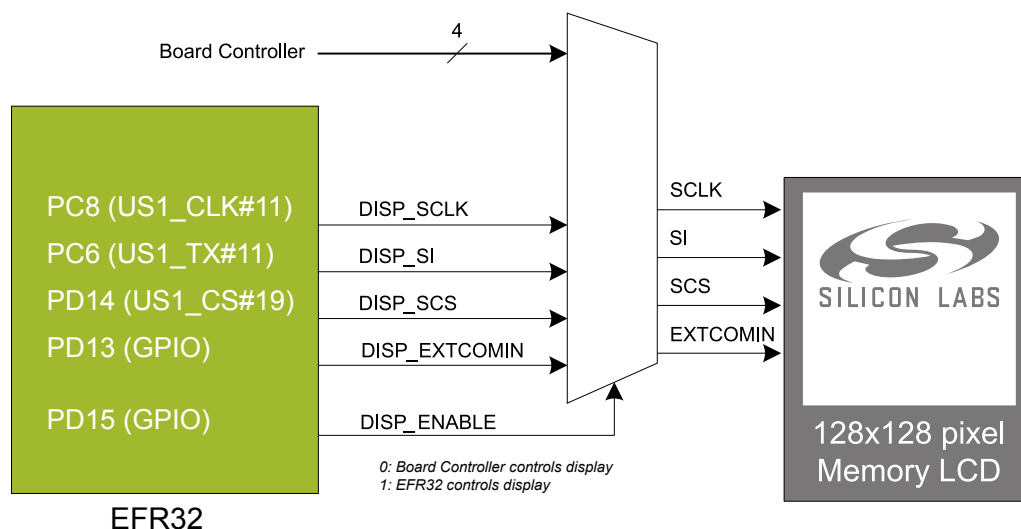 4
Board Controller
PC8 (US1_CLK#11)
PC6 (US1_TX#11)
PD14 (US1_CS#19)
PD13 (GPIO)
PD15 (GPIO)
EFR32
DISP_SCLK
DISP_SI
DISP_SCS
DISP_EXTCOMIN
DISP_ENABLE
0: Board Controller controls display
1: EFR32 controls display
SCLK
SI
SCS
EXTCOMIN
SILICON LABS
128x128 pixel
Memory LCD